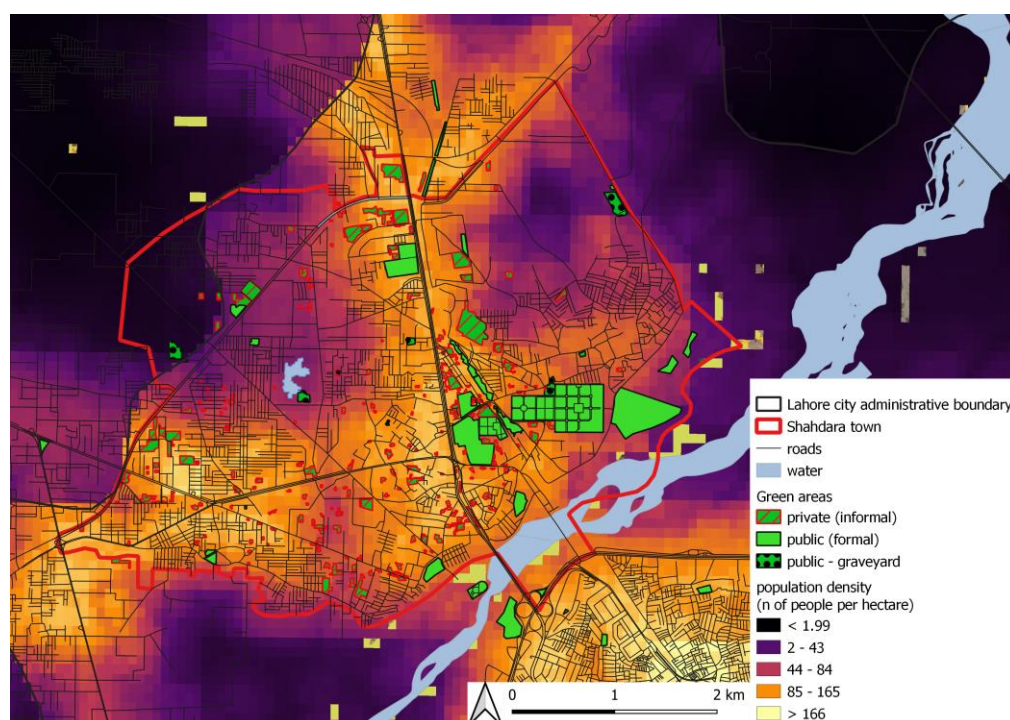 Lahore city administrative boundary
Shahdara town
roads
water
Green areas
private (informal)
public (formal)
public - graveyard
population density
(n of people per hectare)
< 1.99
2 - 43
44 - 84
85 - 165
> 166
0 1 2 km